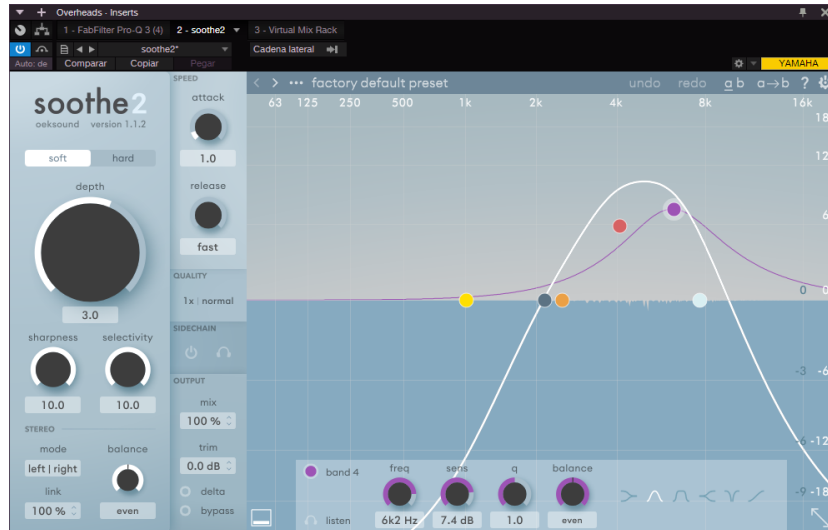 Overheads - Inserts
1 - FabFilter Pro-Q 3 (4) 2 - soothe2 3 - Virtual Mix Rack
soothe2* Cadena lateral
Auto: de Comparar Copiar Pegar YAMAHA
soothe2
oeksound version 1.1.2
soft hard
depth
3.0
sharpness selectivity
10.0 10.0
STEREO
mode balance
left | right
link
100 % even
SPEED
attack
1.0
release
fast
QUALITY
1x | normal
SIDECHAIN
OUTPUT
mix
100 %
trim
0.0 dB
delta
bypass
factory default preset undo redo a b a→b ?
63 125 250 500 1k 2k 4k 8k 16k
18
12
6
0 0
-3 -6
-6 -12
-9 -18
band 4 freq sens q balance
listen 6k2 Hz 7.4 dB 1.0 even